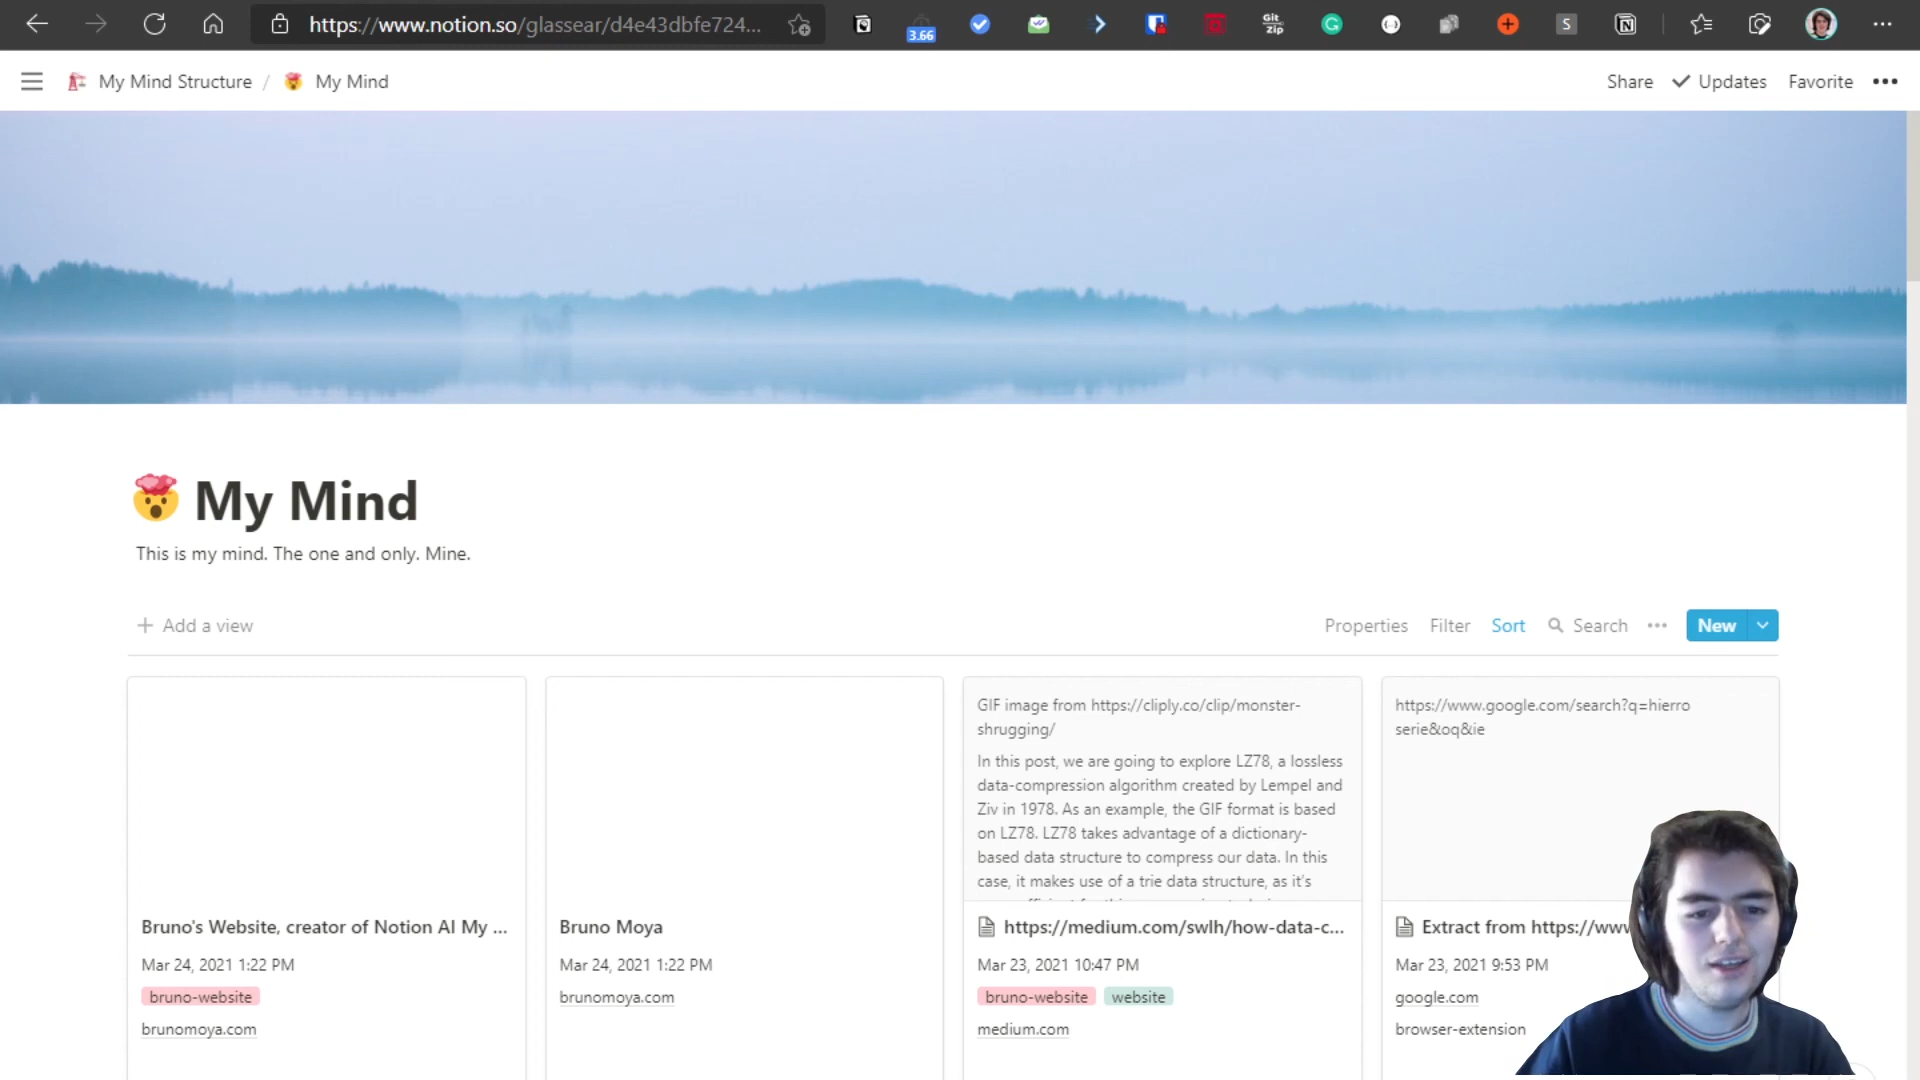 https://www.notion.so/glassear/d4e43dbfe724...
3.66
Git
Zip
S
My Mind Structure / My Mind
Share Updates Favorite
My Mind
This is my mind. The one and only. Mine.
Add a view
Properties Filter Sort Search New
GIF image from https://cliply.co/clip/monster-
shrugging/
In this post, we are going to explore LZ78, a lossless
data-compression algorithm created by Lempel and
Ziv in 1978. As an example, the GIF format is based
on LZ78. LZ78 takes advantage of a dictionary-
based data structure to compress our data. In this
case, it makes use of a trie data structure, as it's
https://www.google.com/search?q=hierro
serie&oq&ie
Bruno's Website, creator of Notion AI My ...
Mar 24, 2021 1:22 PM
bruno-website
brunomoya.com
Bruno Moya
Mar 24, 2021 1:22 PM
brunomoya.com
https://medium.com/swlh/how-data-c...
Mar 23, 2021 10:47 PM
bruno-website website
medium.com
Extract from https://www
Mar 23, 2021 9:53 PM
google.com
browser-extension